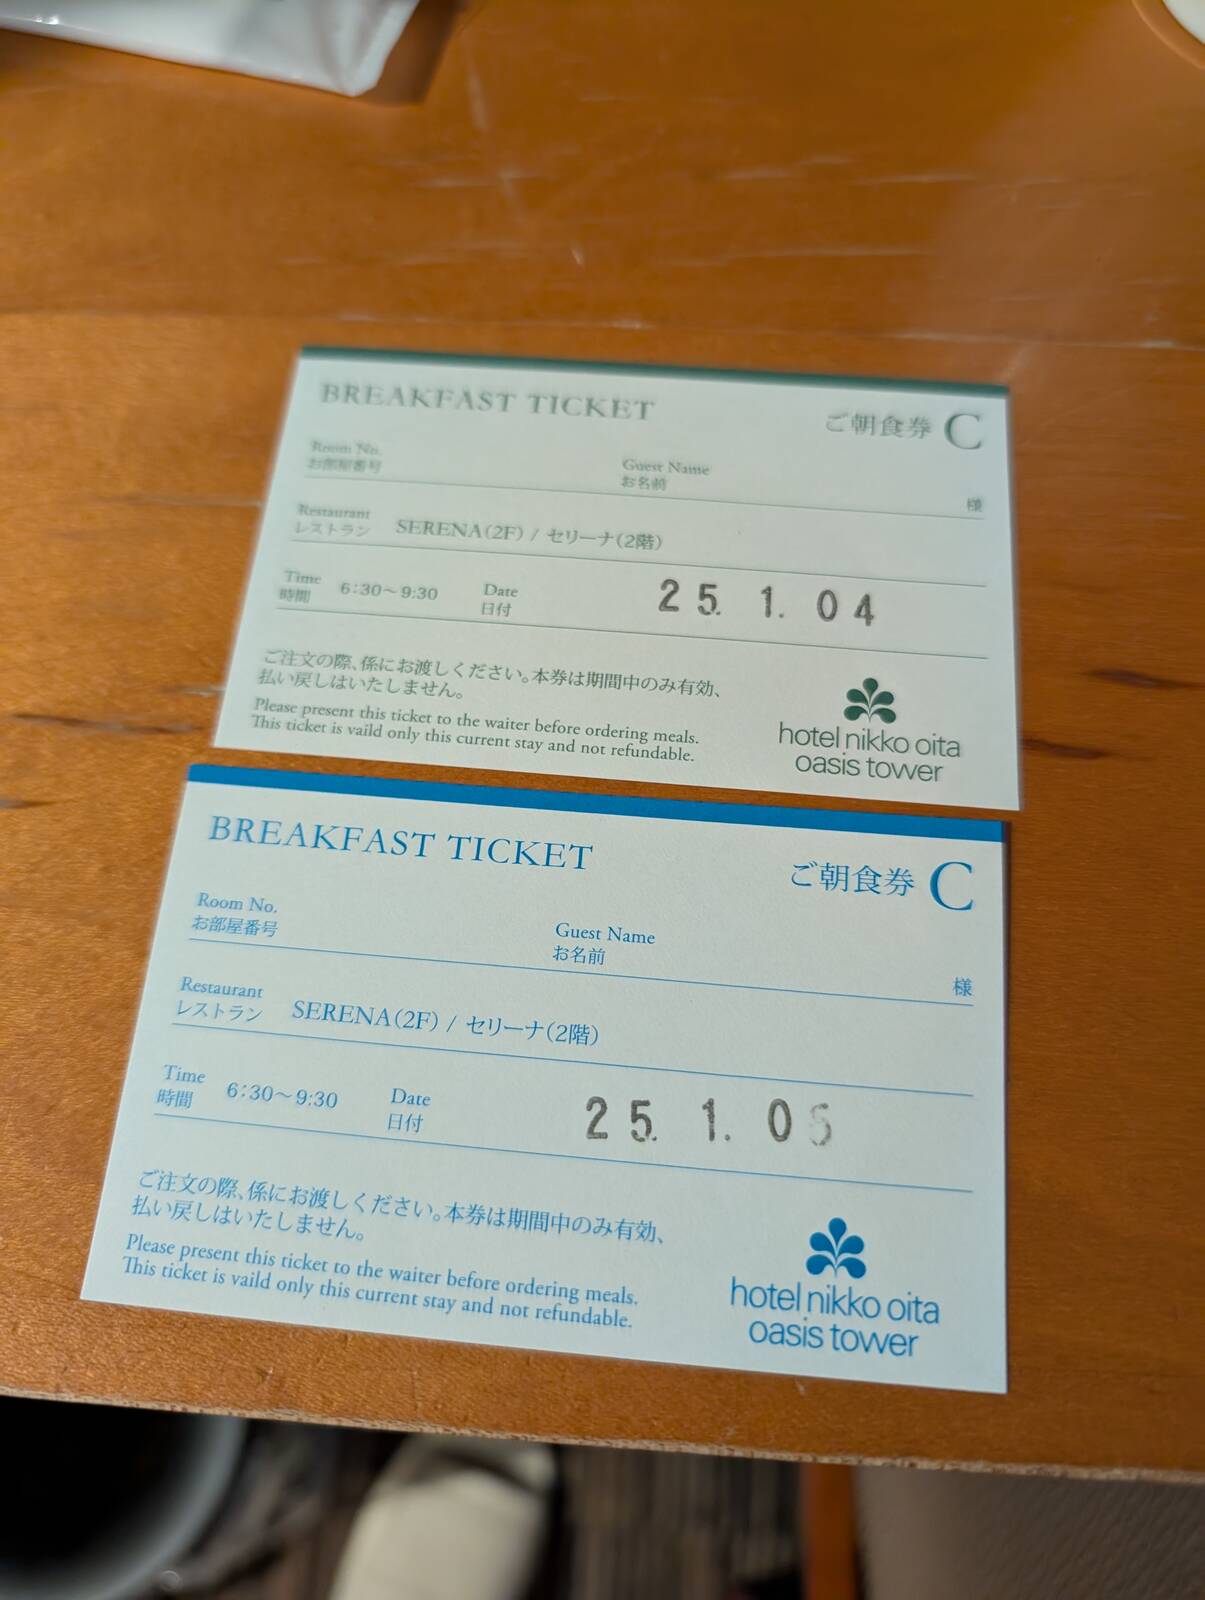 BREAKFAST TICKET
ご朝食券 C
Room No.
お部屋番号
Guest Name
お名前
様
Restaurant
レストラン
SERENA(2F) / セリーナ(2階)
Time
時間
6:30〜9:30
Date
日付
25. 1. 04
ご注文の際、係にお渡しください。本券は期間中のみ有効、
払い戻しはいたしません。
Please present this ticket to the waiter before ordering meals.
This ticket is vaild only this current stay and not refundable.
hotel nikko oita
oasis tower
BREAKFAST TICKET
ご朝食券 C
Room No.
お部屋番号
Guest Name
お名前
様
Restaurant
レストラン
SERENA(2F) / セリーナ(2階)
Time
時間
6:30〜9:30
Date
日付
25. 1. 05
ご注文の際、係にお渡しください。本券は期間中のみ有効、
払い戻しはいたしません。
Please present this ticket to the waiter before ordering meals.
This ticket is vaild only this current stay and not refundable.
hotel nikko oita
oasis tower